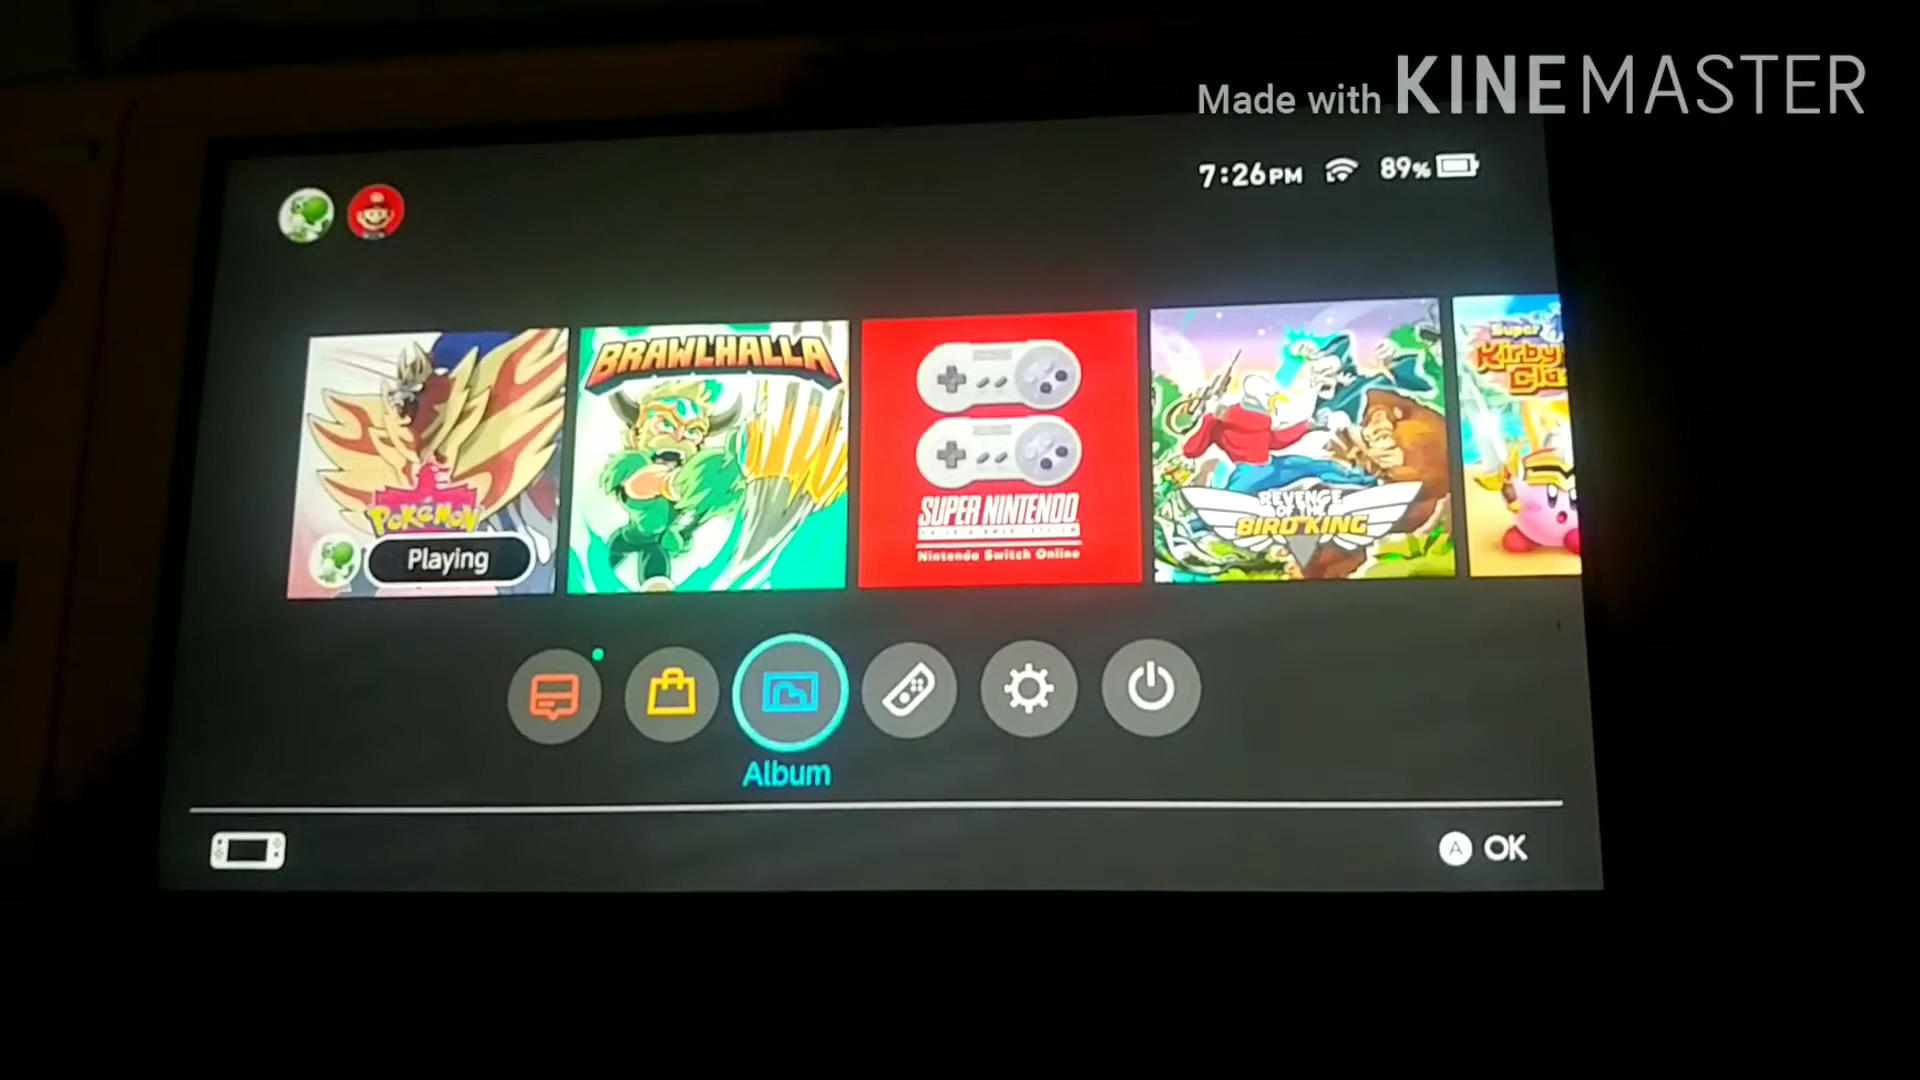 Made with KINEMASTER
7:26PM 89%
POKéMON
Playing
BRAWLHALLA
SUPER NINTENDO
Nintendo Switch Online
REVENGE
OF THE
BIRD KING
Super
Kirby
Cla
Album
A OK